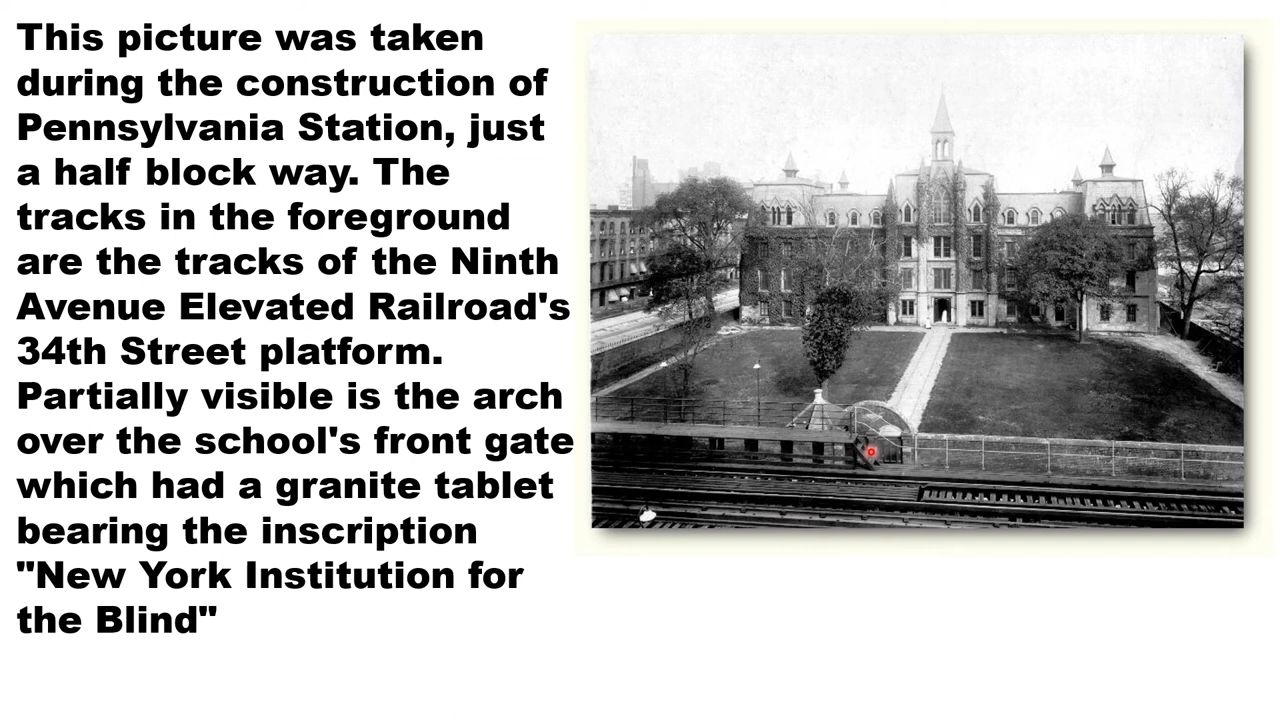 This picture was taken
during the construction of
Pennsylvania Station, just
a half block way. The
tracks in the foreground
are the tracks of the Ninth
Avenue Elevated Railroad's
34th Street platform.
Partially visible is the arch
over the school's front gate
which had a granite tablet
bearing the inscription
"New York Institution for
the Blind"